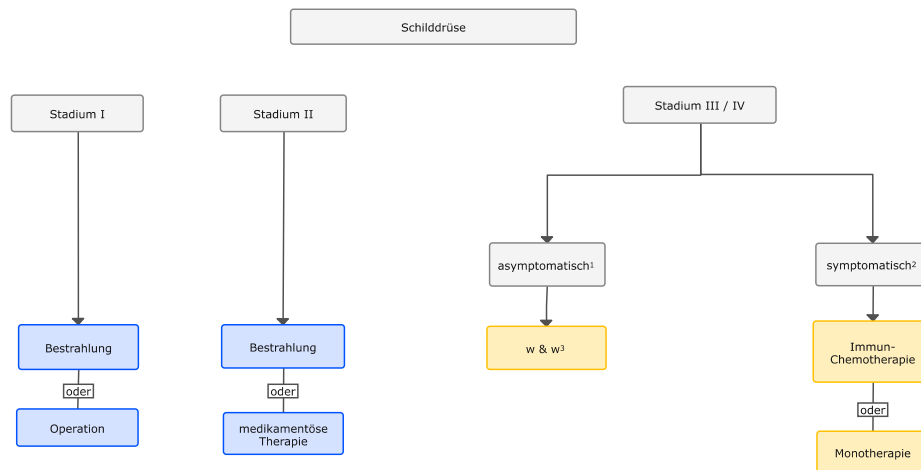 Schilddrüse
Stadium I
Stadium II
Stadium III / IV
asymptomatisch¹
symptomatisch²
Bestrahlung
oder
Operation
Bestrahlung
oder
medikamentöse
Therapie
w & w³
Immun-
Chemotherapie
oder
Monotherapie